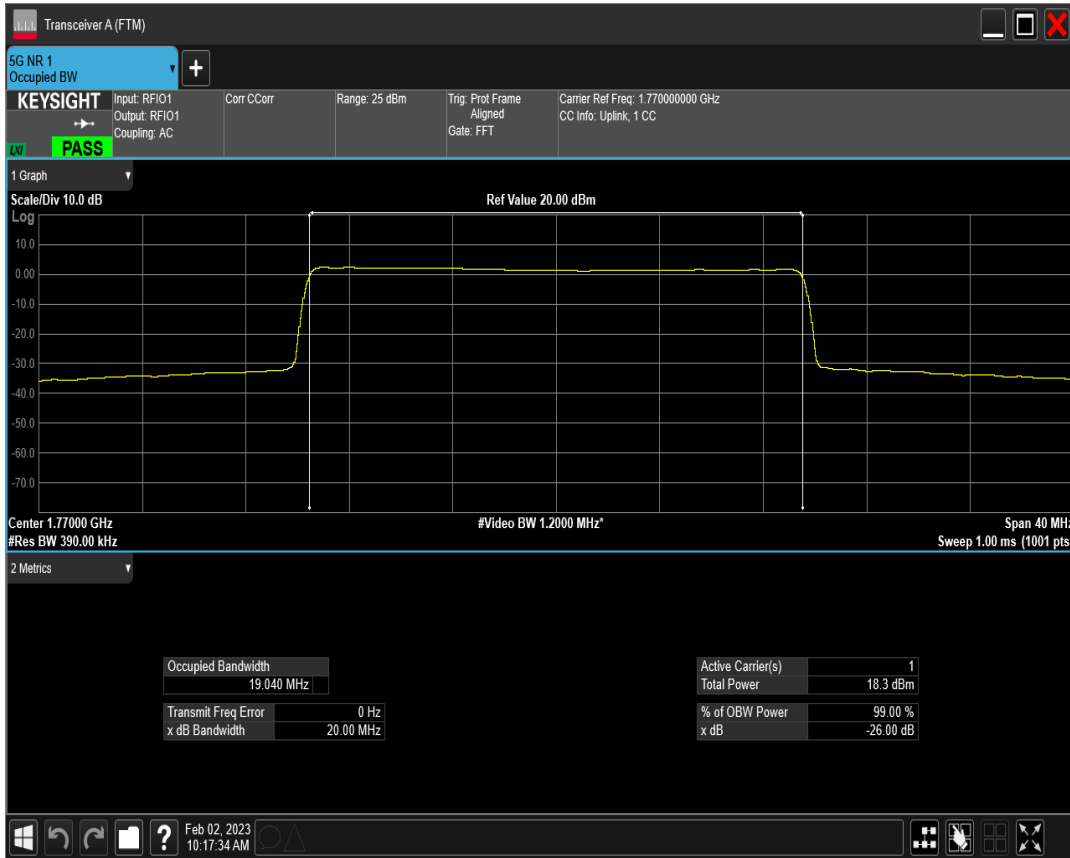 Transceiver A (FTM)
5G NR 1
Occupied BW
+
KEYSIGHT
LXI
PASS
Input: RFIO1
Output: RFIO1
Coupling: AC
Corr CCorr
Range: 25 dBm
Trig: Prot Frame
Aligned
Gate: FFT
Carrier Ref Freq: 1.770000000 GHz
CC Info: Uplink, 1 CC
1 Graph
Scale/Div 10.0 dB
Ref Value 20.00 dBm
Log
10.0
0.00
-10.0
-20.0
-30.0
-40.0
-50.0
-60.0
-70.0
Center 1.77000 GHz
#Video BW 1.2000 MHz*
Span 40 MHz
#Res BW 390.00 kHz
Sweep 1.00 ms (1001 pts
2 Metrics
Occupied Bandwidth
19.040 MHz
Transmit Freq Error 0 Hz
x dB Bandwidth 20.00 MHz
Active Carrier(s) 1
Total Power 18.3 dBm
% of OBW Power 99.00 %
x dB -26.00 dB
?
Feb 02, 2023
10:17:34 AM